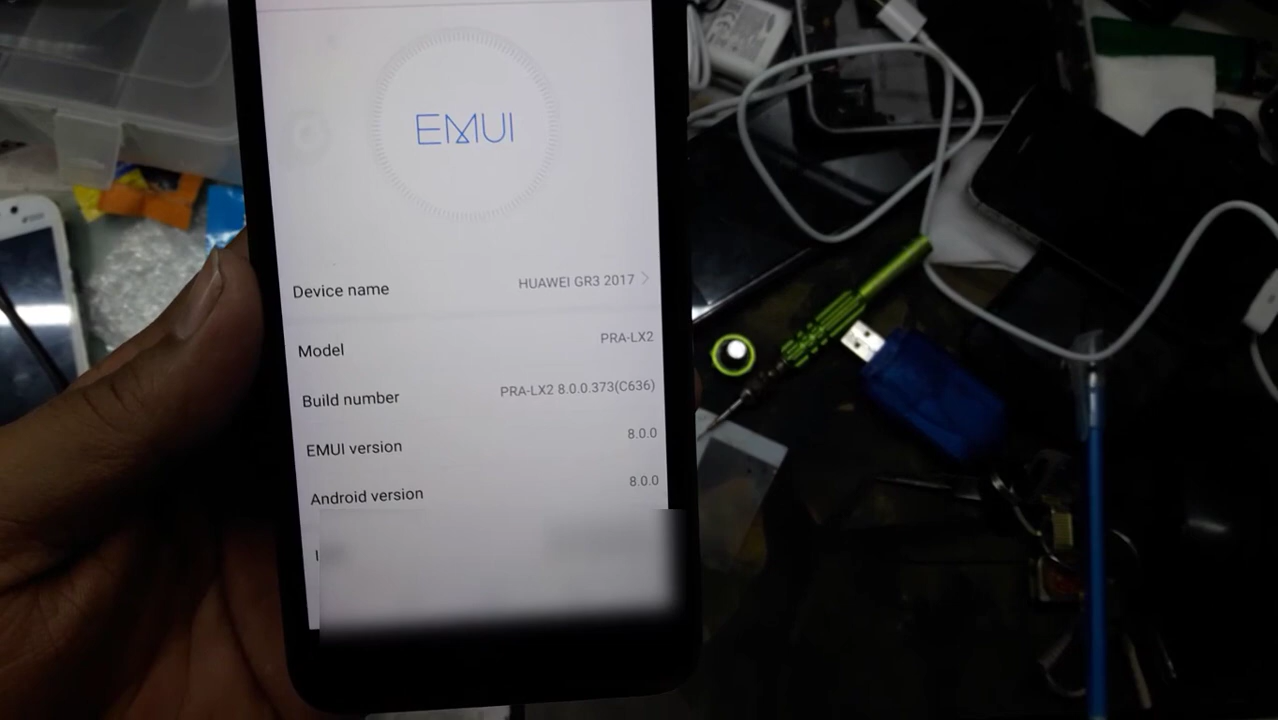 EMUI
Device name HUAWEI GR3 2017
Model PRA-LX2
Build number PRA-LX2 8.0.0.373(C636)
EMUI version 8.0.0
Android version 8.0.0